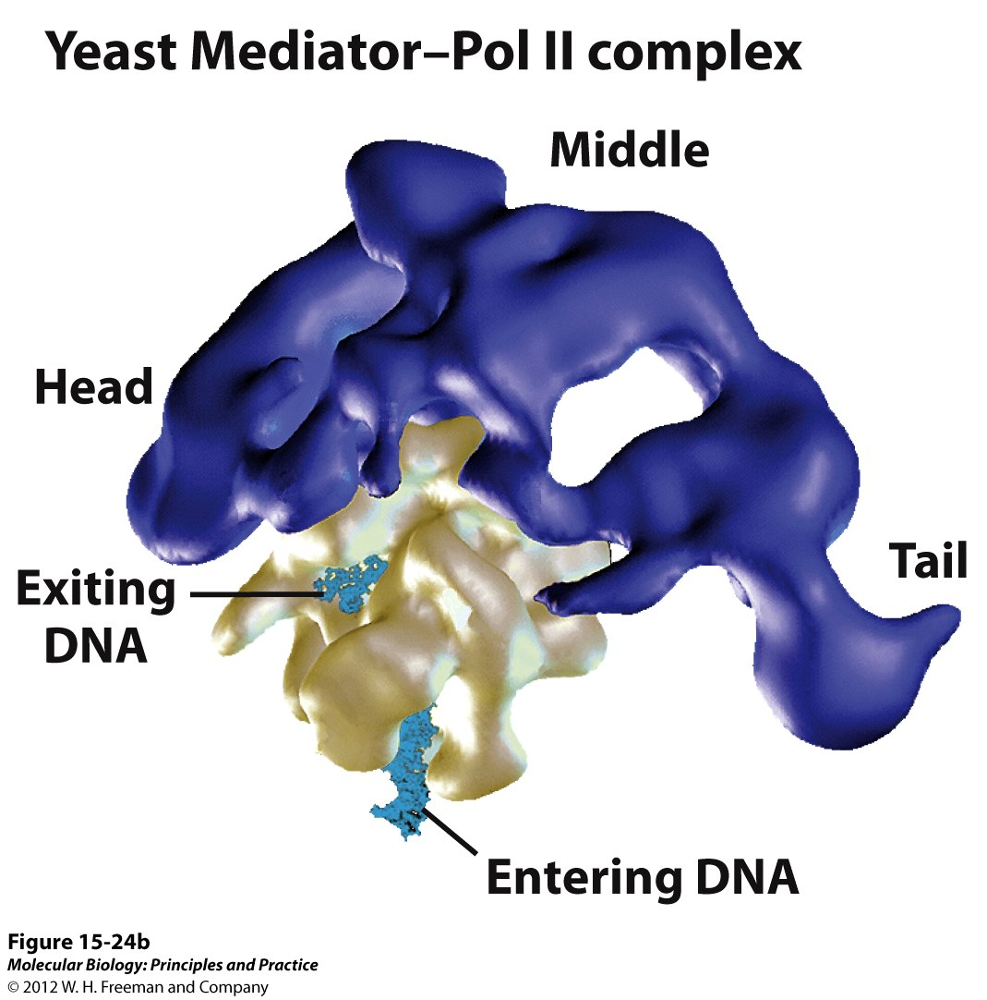 Yeast Mediator–Pol II complex
Middle
Head
Exiting
DNA
Tail
Entering DNA
Figure 15-24b
Molecular Biology: Principles and Practice
© 2012 W. H. Freeman and Company